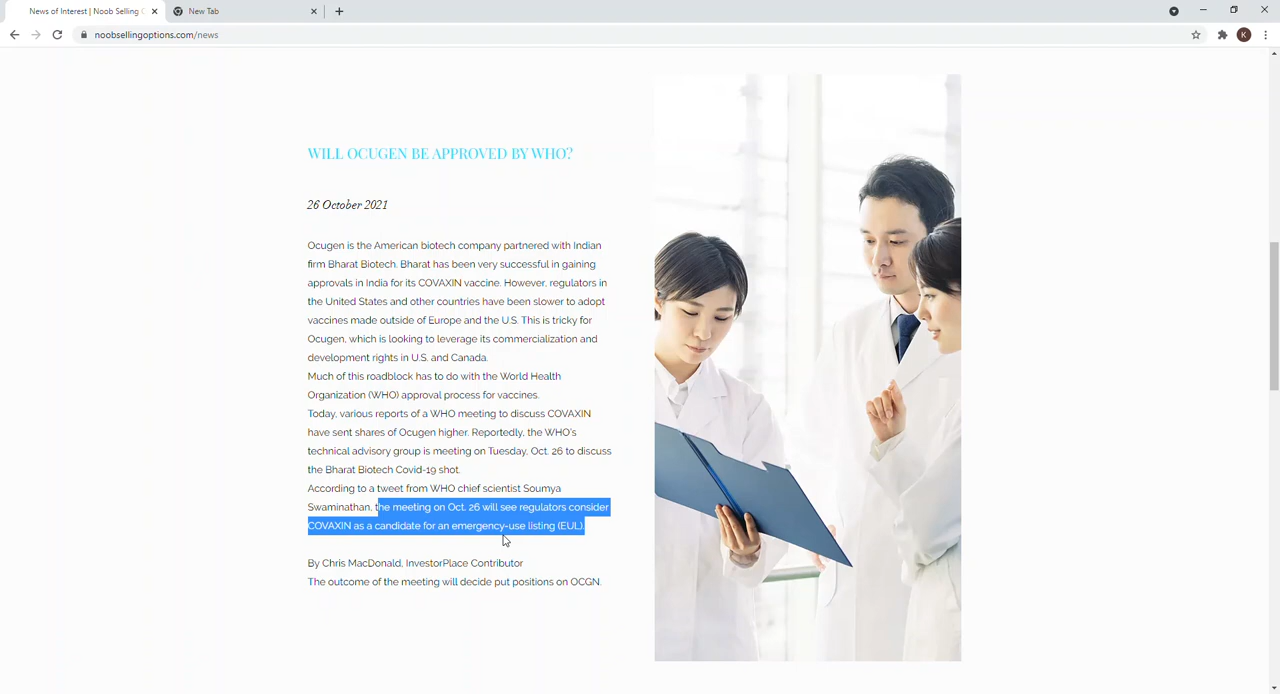 News of Interest | Noob Selling
New Tab
noobsellingoptions.com/news
K
WILL OCUGEN BE APPROVED BY WHO?
26 October 2021
Ocugen is the American biotech company partnered with Indian
firm Bharat Biotech. Bharat has been very successful in gaining
approvals in India for its COVAXIN vaccine. However, regulators in
the United States and other countries have been slower to adopt
vaccines made outside of Europe and the U.S. This is tricky for
Ocugen, which is looking to leverage its commercialization and
development rights in U.S. and Canada.
Much of this roadblock has to do with the World Health
Organization (WHO) approval process for vaccines.
Today, various reports of a WHO meeting to discuss COVAXIN
have sent shares of Ocugen higher. Reportedly, the WHO's
technical advisory group is meeting on Tuesday, Oct. 26 to discuss
the Bharat Biotech Covid-19 shot.
According to a tweet from WHO chief scientist Soumya
Swaminathan, the meeting on Oct. 26 will see regulators consider
COVAXIN as a candidate for an emergency-use listing (EUL).
By Chris MacDonald, InvestorPlace Contributor
The outcome of the meeting will decide put positions on OCGN.